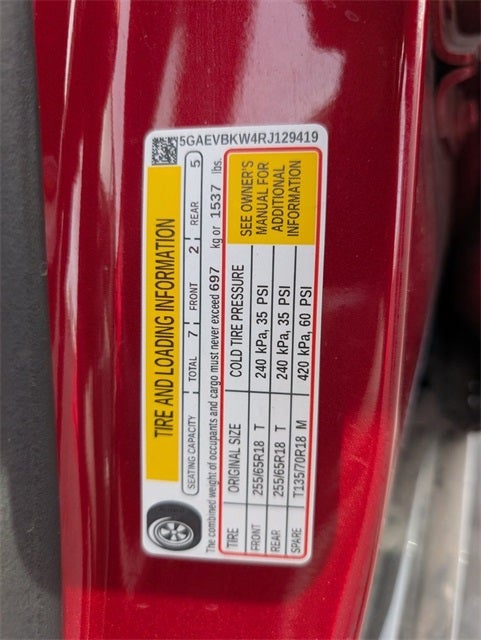 5GAEVBKW4RJ129419
TIRE AND LOADING INFORMATION
SEATING CAPACITY TOTAL 7 FRONT 2 REAR 5
The combined weight of occupants and cargo must never exceed 697 kg or 1537 lbs.
TIRE ORIGINAL SIZE COLD TIRE PRESSURE
FRONT 255/65R18 T 240 kPa, 35 PSI
REAR 255/65R18 T 240 kPa, 35 PSI
SPARE T135/70R18 M 420 kPa, 60 PSI
SEE OWNER'S
MANUAL FOR
ADDITIONAL
INFORMATION